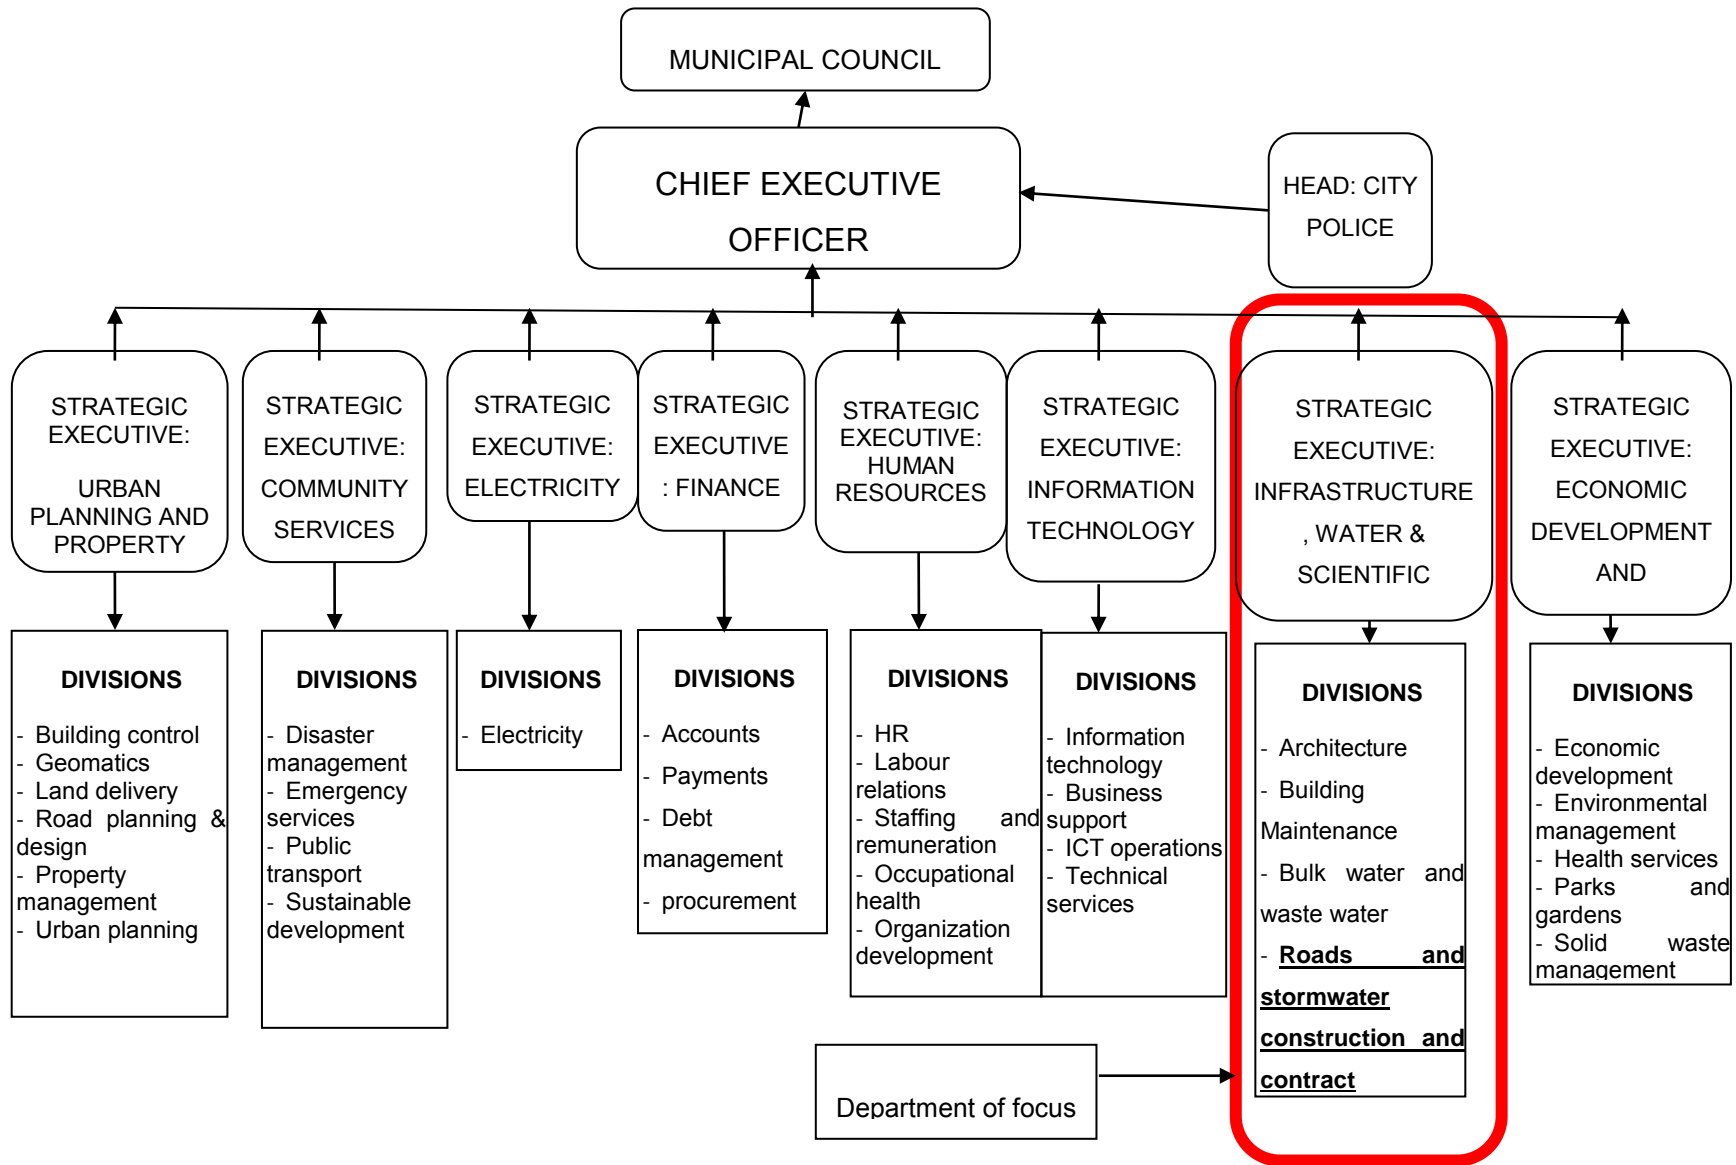 MUNICIPAL COUNCIL
CHIEF EXECUTIVE
OFFICER
HEAD: CITY
POLICE
STRATEGIC
EXECUTIVE:
URBAN
PLANNING AND
PROPERTY
STRATEGIC
EXECUTIVE:
COMMUNITY
SERVICES
STRATEGIC
EXECUTIVE:
ELECTRICITY
STRATEGIC
EXECUTIVE
: FINANCE
STRATEGIC
EXECUTIVE:
HUMAN
RESOURCES
STRATEGIC
EXECUTIVE:
INFORMATION
TECHNOLOGY
STRATEGIC
EXECUTIVE:
INFRASTRUCTURE
, WATER &
SCIENTIFIC
STRATEGIC
EXECUTIVE:
ECONOMIC
DEVELOPMENT
AND
DIVISIONS
- Building control
- Geomatics
- Land delivery
- Road planning &
design
- Property
management
- Urban planning
DIVISIONS
- Disaster
management
- Emergency
services
- Public
transport
- Sustainable
development
DIVISIONS
- Electricity
DIVISIONS
- Accounts
- Payments
- Debt
management
- procurement
DIVISIONS
- HR
- Labour
relations
- Staffing and
remuneration
- Occupational
health
- Organization
development
DIVISIONS
- Information
technology
- Business
support
- ICT operations
- Technical
services
DIVISIONS
- Architecture
- Building
Maintenance
- Bulk water and
waste water
- Roads and
stormwater
construction and
contract
DIVISIONS
- Economic
development
- Environmental
management
- Health services
- Parks and
gardens
- Solid waste
management
Department of focus